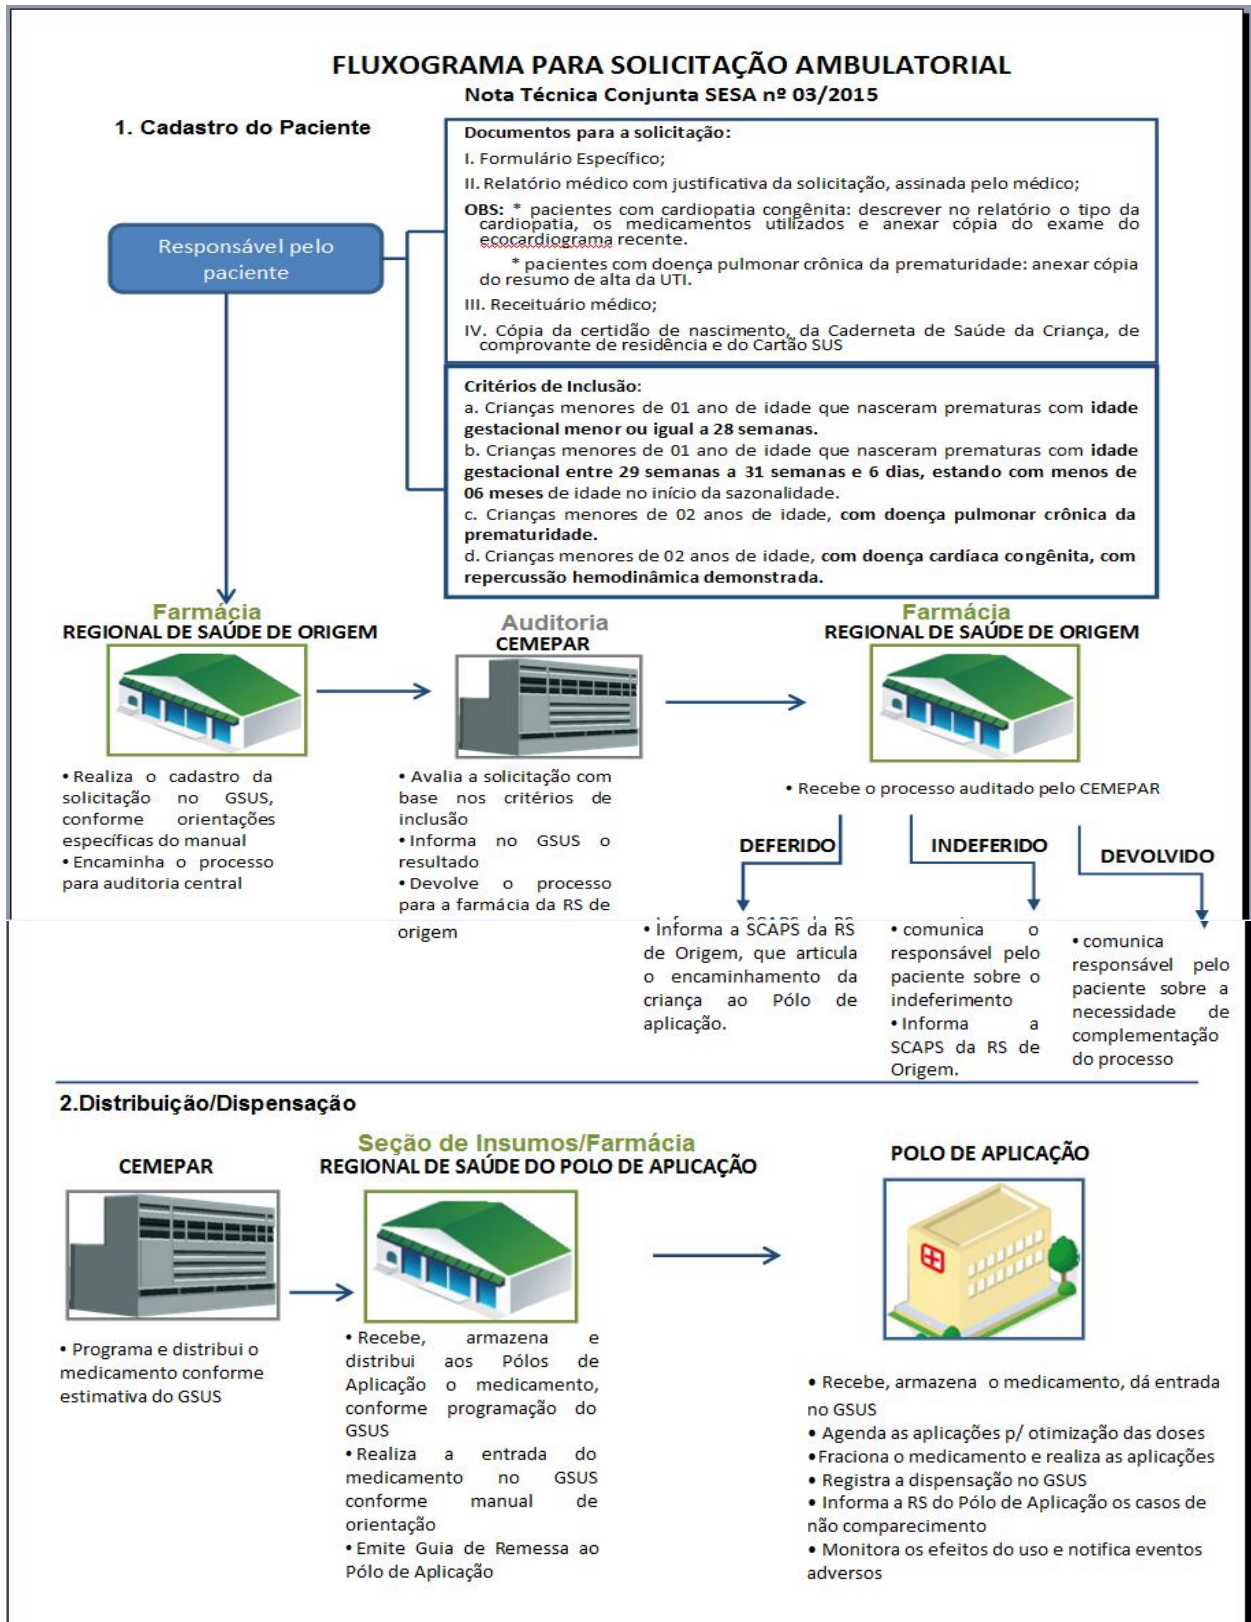 FLUXOGRAMA PARA SOLICITAÇÃO AMBULATORIAL
Nota Técnica Conjunta SESA nº 03/2015
1. Cadastro do Paciente
Responsável pelo
paciente
Documentos para a solicitação:
I. Formulário Específico;
II. Relatório médico com justificativa da solicitação, assinada pelo médico;
OBS: * pacientes com cardiopatia congênita: descrever no relatório o tipo da
cardiopatia, os medicamentos utilizados e anexar cópia do exame do
ecocardiograma recente.
* pacientes com doença pulmonar crônica da prematuridade: anexar cópia
do resumo de alta da UTI.
III. Receituário médico;
IV. Cópia da certidão de nascimento, da Caderneta de Saúde da Criança, de
comprovante de residência e do Cartão SUS
Critérios de Inclusão:
a. Crianças menores de 01 ano de idade que nasceram prematuras com idade
gestacional menor ou igual a 28 semanas.
b. Crianças menores de 01 ano de idade que nasceram prematuras com idade
gestacional entre 29 semanas a 31 semanas e 6 dias, estando com menos de
06 meses de idade no início da sazonalidade.
c. Crianças menores de 02 anos de idade, com doença pulmonar crônica da
prematuridade.
d. Crianças menores de 02 anos de idade, com doença cardíaca congênita, com
repercussão hemodinâmica demonstrada.
Farmácia
REGIONAL DE SAÚDE DE ORIGEM
• Realiza o cadastro da
solicitação no GSUS,
conforme orientações
específicas do manual
• Encaminha o processo
para auditoria central
Auditoria
CEMEPAR
• Avalia a solicitação com
base nos critérios de
inclusão
• Informa no GSUS o
resultado
• Devolve o processo
para a farmácia da RS de
origem
Farmácia
REGIONAL DE SAÚDE DE ORIGEM
• Recebe o processo auditado pelo CEMEPAR
DEFERIDO
• Informa a SCAPS da RS
de Origem, que articula
o encaminhamento da
criança ao Pólo de
aplicação.
INDEFERIDO
• comunica o
responsável pelo
paciente sobre o
indeferimento
• Informa a
SCAPS da RS de
Origem.
DEVOLVIDO
• comunica
responsável pelo
paciente sobre a
necessidade de
complementação
do processo
2.Distribuição/Dispensação
CEMEPAR
• Programa e distribui o
medicamento conforme
estimativa do GSUS
Seção de Insumos/Farmácia
REGIONAL DE SAÚDE DO POLO DE APLICAÇÃO
• Recebe, armazena e
distribui aos Pólos de
Aplicação o medicamento,
conforme programação do
GSUS
• Realiza a entrada do
medicamento no GSUS
conforme manual de
orientação
• Emite Guia de Remessa ao
Pólo de Aplicação
POLO DE APLICAÇÃO
• Recebe, armazena o medicamento, dá entrada
no GSUS
• Agenda as aplicações p/ otimização das doses
•Fraciona o medicamento e realiza as aplicações
• Registra a dispensação no GSUS
• Informa a RS do Pólo de Aplicação os casos de
não comparecimento
• Monitora os efeitos do uso e notifica eventos
adversos